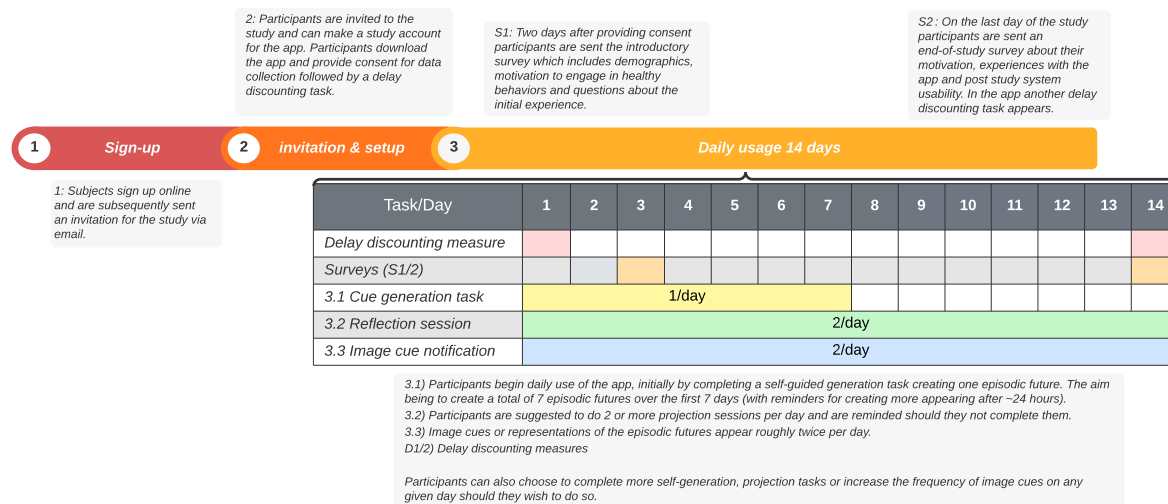 2: Participants are invited to the
study and can make a study account
for the app. Participants download
the app and provide consent for data
collection followed by a delay
discounting task.
S1: Two days after providing consent
participants are sent the introductory
survey which includes demographics,
motivation to engage in healthy
behaviors and questions about the
initial experience.
S2: On the last day of the study
participants are sent an
end-of-study survey about their
motivation, experiences with the
app and post study system
usability. In the app another delay
discounting task appears.
1 Sign-up 2 invitation & setup 3 Daily usage 14 days
1: Subjects sign up online
and are subsequently sent
an invitation for the study via
email.
Task/Day 1 2 3 4 5 6 7 8 9 10 11 12 13 14
Delay discounting measure
Surveys (S1/2)
3.1 Cue generation task 1/day
3.2 Reflection session 2/day
3.3 Image cue notification 2/day
3.1) Participants begin daily use of the app, initially by completing a self-guided generation task creating one episodic future. The aim
being to create a total of 7 episodic futures over the first 7 days (with reminders for creating more appearing after ~24 hours).
3.2) Participants are suggested to do 2 or more projection sessions per day and are reminded should they not complete them.
3.3) Image cues or representations of the episodic futures appear roughly twice per day.
D1/2) Delay discounting measures
Participants can also choose to complete more self-generation, projection tasks or increase the frequency of image cues on any
given day should they wish to do so.